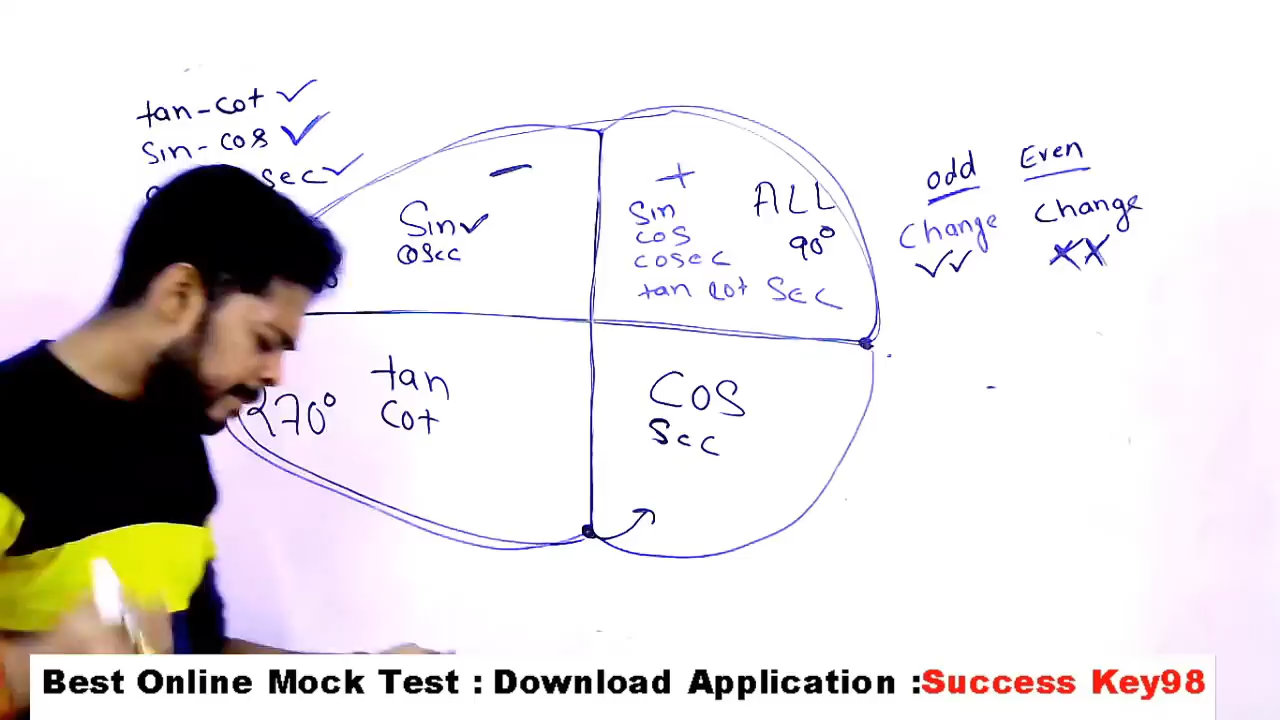 tan-cot ✓
sin-cos ✓
sec ✓
-
Sin✓
cosec
+
ALL
Sin
cos
90°
cosec
tan cot sec
odd Even
Change Change
✓✓ ✗✗
tan
cot
270°
Cos
Sec
Best Online Mock Test : Download Application :Success Key98